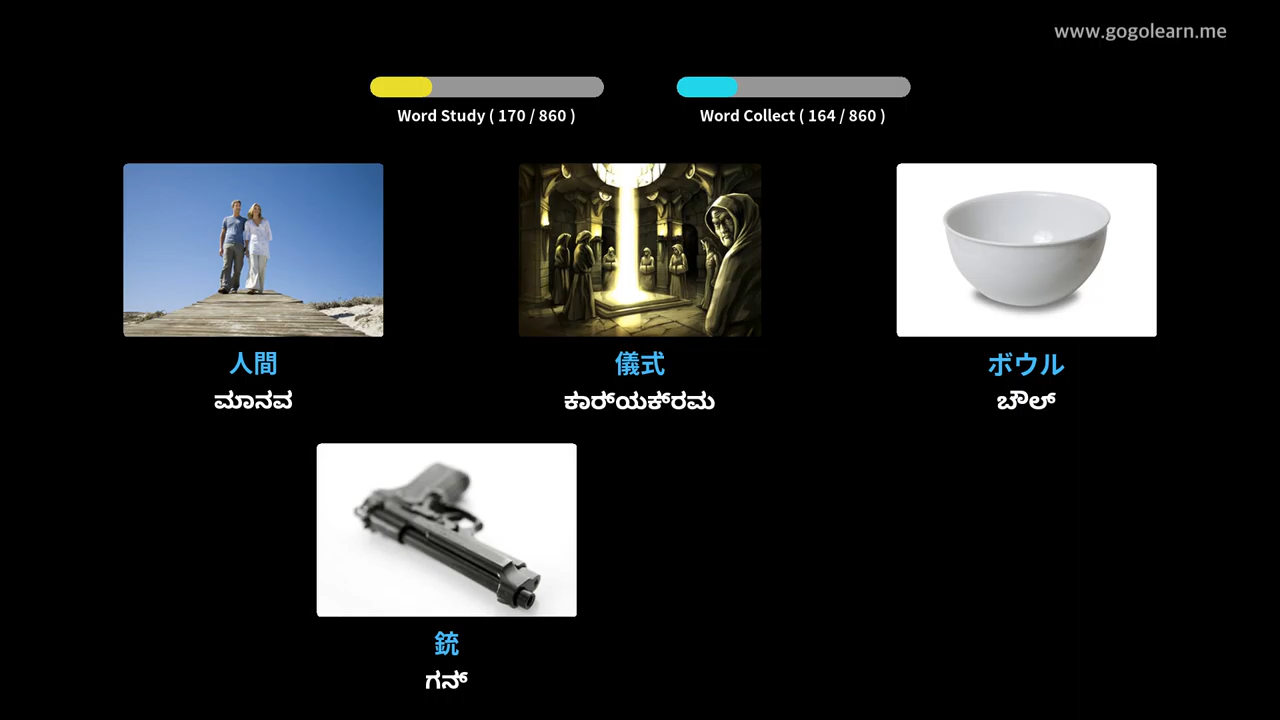 www.gogolearn.me
Word Study ( 170 / 860 )
Word Collect ( 164 / 860 )
人間
ಮಾನವ
儀式
ಕಾರ್ಯಕ್ರಮ
ボウル
ಬೌಲ್
銃
ಗನ್